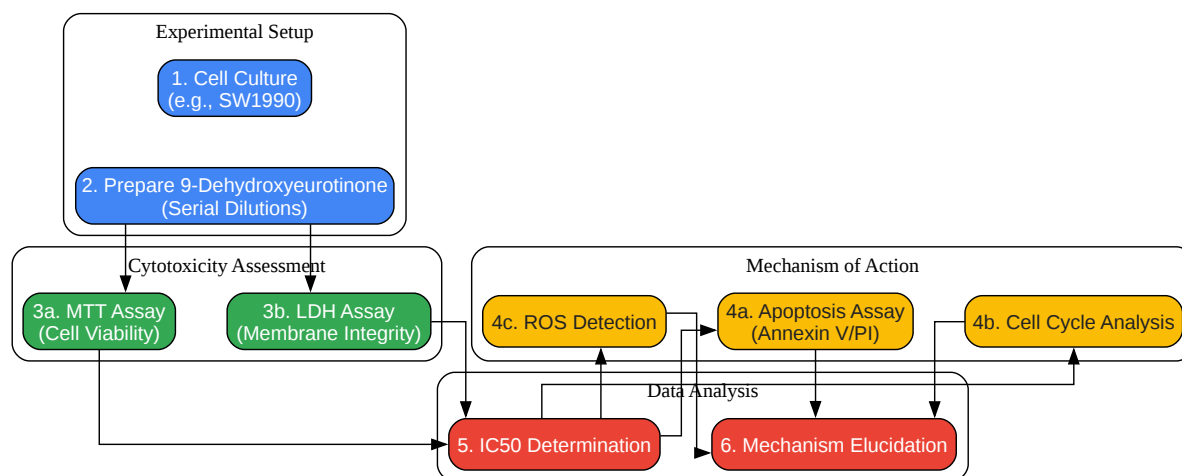 Experimental Setup
1. Cell Culture
(e.g., SW1990)
2. Prepare 9-Dehydroxyeurotinone
(Serial Dilutions)
Cytotoxicity Assessment
3a. MTT Assay
(Cell Viability)
3b. LDH Assay
(Membrane Integrity)
Mechanism of Action
4c. ROS Detection
4a. Apoptosis Assay
(Annexin V/PI)
4b. Cell Cycle Analysis
Data Analysis
5. IC50 Determination
6. Mechanism Elucidation